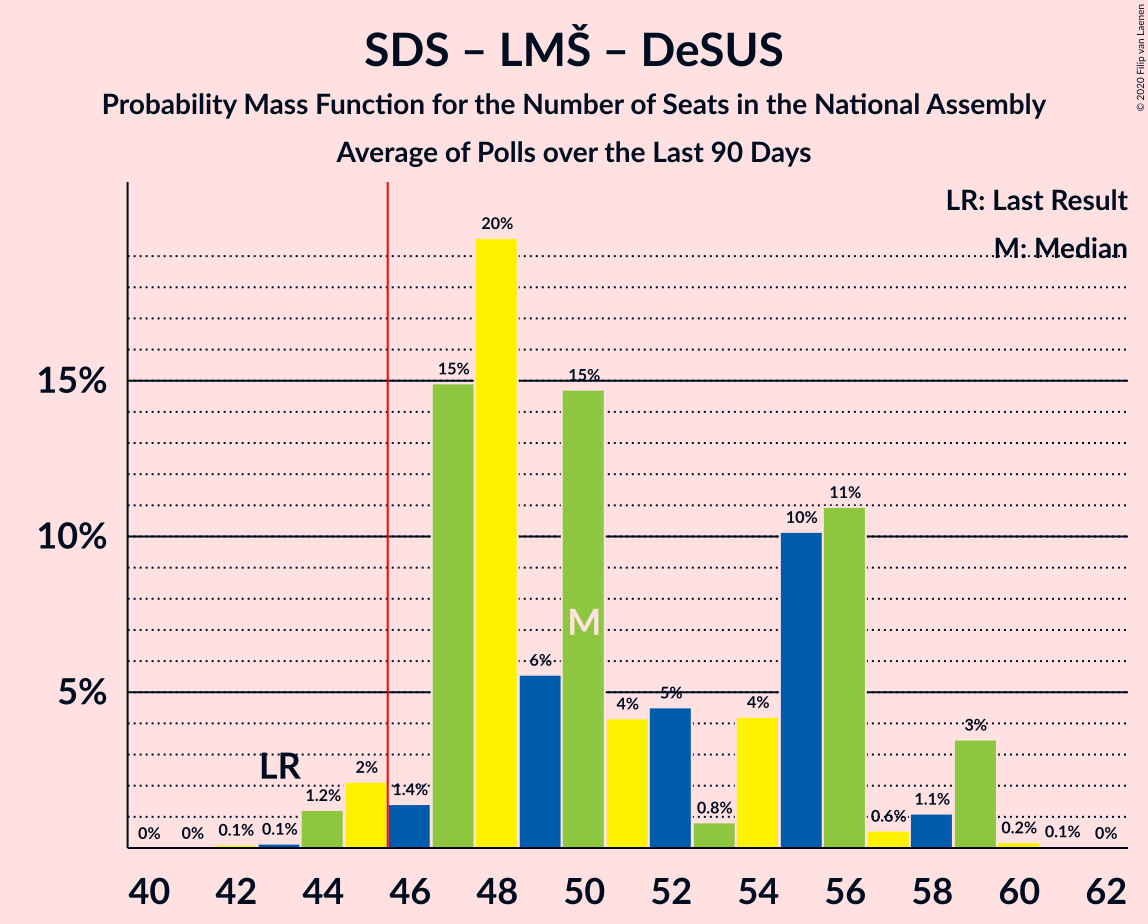 SDS – LMŠ – DeSUS
Probability Mass Function for the Number of Seats in the National Assembly
Average of Polls over the Last 90 Days
© 2020 Filip van Laenen
LR: Last Result
M: Median
15%
10%
5%
0%
0%
0.1%
0.1%
1.2%
2%
1.4%
15%
20%
6%
15%
4%
5%
0.8%
4%
10%
11%
0.6%
1.1%
3%
0.2%
0.1%
0%
LR
M
40 42 44 46 48 50 52 54 56 58 60 62